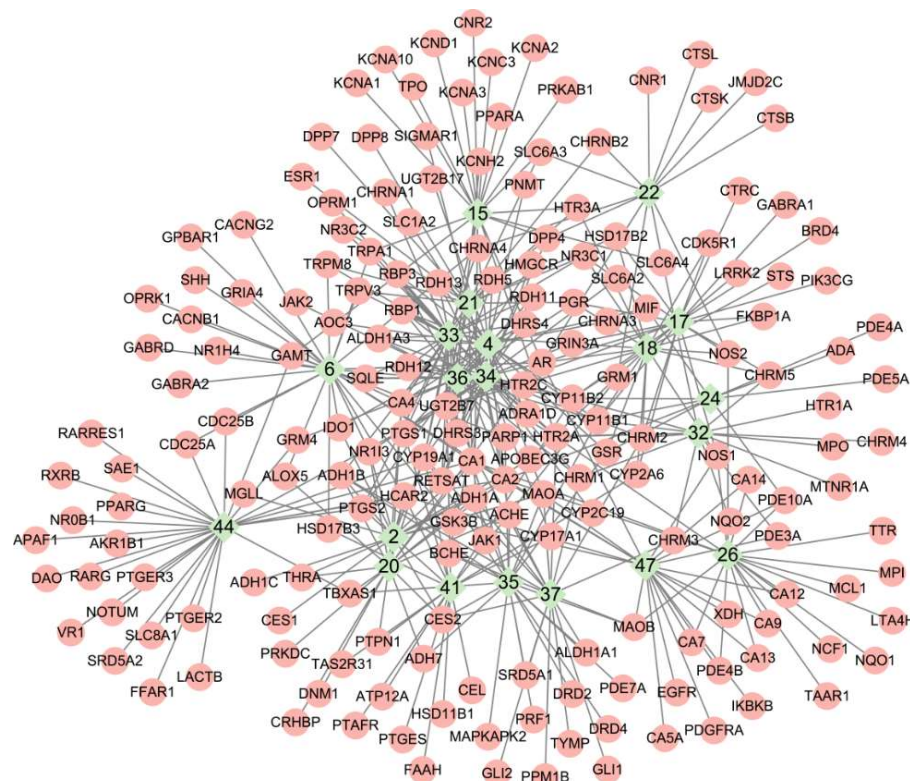 CNR2
KCND1
KCNA2
KCNA10
KCNC3
CTSL
KCNA1
TPO
KCNA3
PRKAB1
CNR1
CTSK
JMJD2C
PPARA
CTSB
DPP7
DPP8
SIGMAR1
KCNH2
SLC6A3
CHRNB2
ESR1
UGT2B17
PNMT
22
CTRC
OPRM1
CHRNA1
15
HTR3A
GABRA1
CACNG2
NR3C2
SLC1A2
DPP4
HSD17B2
CDK5R1
BRD4
GPBAR1
TRPA1
CHRNA4
HMGCR
NR3C1
SLC6A4
LRRK2
STS
SHH
TRPM8
RBP3
RDH13
RDH5
SLC6A2
PIK3CG
OPRK1
GRIA4
JAK2
TRPV3
RBP1
21
RDH11
PGR
MIF
17
FKBP1A
CACNB1
AOC3
DHRS4
CHRNA3
GABRD
NR1H4
ALDH1A3
33
4
GRIN3A
18
NOS2
PDE4A
GAMT
6
RDH12
AR
ADA
GABRA2
SQLE
36
34
HTR2C
GRM1
CHRM5
PDE5A
CA4
UGT2B7
ADRA1D
CYP11B2
24
HTR1A
CDC25B
IDO1
PTGS1
DHRS3
PARP1
HTR2A
CYP11B1
32
RARRES1
CDC25A
GRM4
NR1I3
CYP19A1
CA1
APOBEC3G
GSR
CHRM2
NOS1
MPO
CHRM4
RXRB
SAE1
ALOX5
ADH1B
RETSAT
CA2
CHRM1
CYP2A6
CA14
MTNR1A
PPARG
MGLL
PTGS2
HCAR2
ADH1A
MAOA
PDE10A
NR0B1
44
HSD17B3
GSK3B
ACHE
CYP2C19
NQO2
APAF1
AKR1B1
2
JAK1
CYP17A1
CHRM3
PDE3A
TTR
DAO
RARG
PTGER3
ADH1C
THRA
20
BCHE
26
MPI
NOTUM
TBXAS1
41
35
37
47
MCL1
VR1
PTGER2
CES1
CES2
MAOB
XDH
CA12
LTA4H
SLC8A1
PRKDC
PTPN1
CA7
CA9
NCF1
SRD5A2
LACTB
TAS2R31
ADH7
ALDH1A1
CA13
NQO1
FFAR1
DNM1
ATP12A
CEL
SRD5A1
DRD2
PDE7A
PDE4B
TAAR1
CRHBP
PTAFR
HSD11B1
PRF1
EGFR
IKBKB
PTGES
MAPKAPK2
TYMP
DRD4
CA5A
PDGFRA
FAAH
GLI2
PPM1B
GLI1